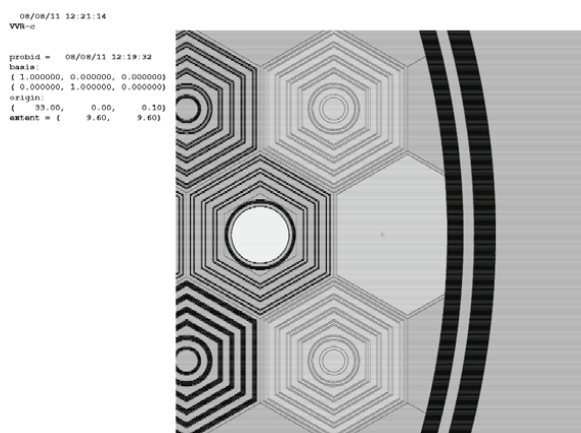 08/08/11 12:21:14
VVR-c
probid = 08/08/11 12:19:32
basis:
( 1.000000, 0.000000, 0.000000)
( 0.000000, 1.000000, 0.000000)
origin:
( 33.00, 0.00, 0.10)
extent = ( 9.60, 9.60)